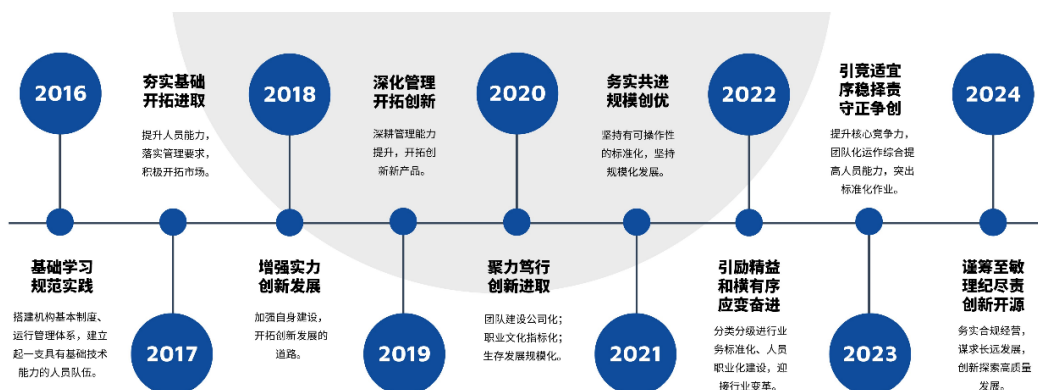 2016
夯实基础
开拓进取
提升人员能力，
落实管理要求，
积极开拓市场。
2018
深化管理
开拓创新
深耕管理能力
提升，开拓创
新新产品。
2020
务实共进
规模创优
坚持有可操作性
的标准化，坚持
规模化发展。
2022
引竞适宜
序稳择责
守正争创
提升核心竞争力，
团队化运作综合提
高人员能力，突出
标准化作业。
2024
基础学习
规范实践
搭建机构基本制度、
运行管理体系，建立
起一支具有基础技术
能力的人员队伍。
2017
增强实力
创新发展
加强自身建设，
开拓创新发展的
道路。
2019
聚力笃行
创新进取
团队建设公司化；
职业文化指标化；
生存发展规模化。
2021
引励精益
和横有序
应变奋进
分类分级进行业
务标准化、人员
职业化建设，迎
接行业变革。
2023
谨筹至敏
理纪尽责
创新开源
务实合规经营，
谋求长远发展，
创新探索高质量
发展。